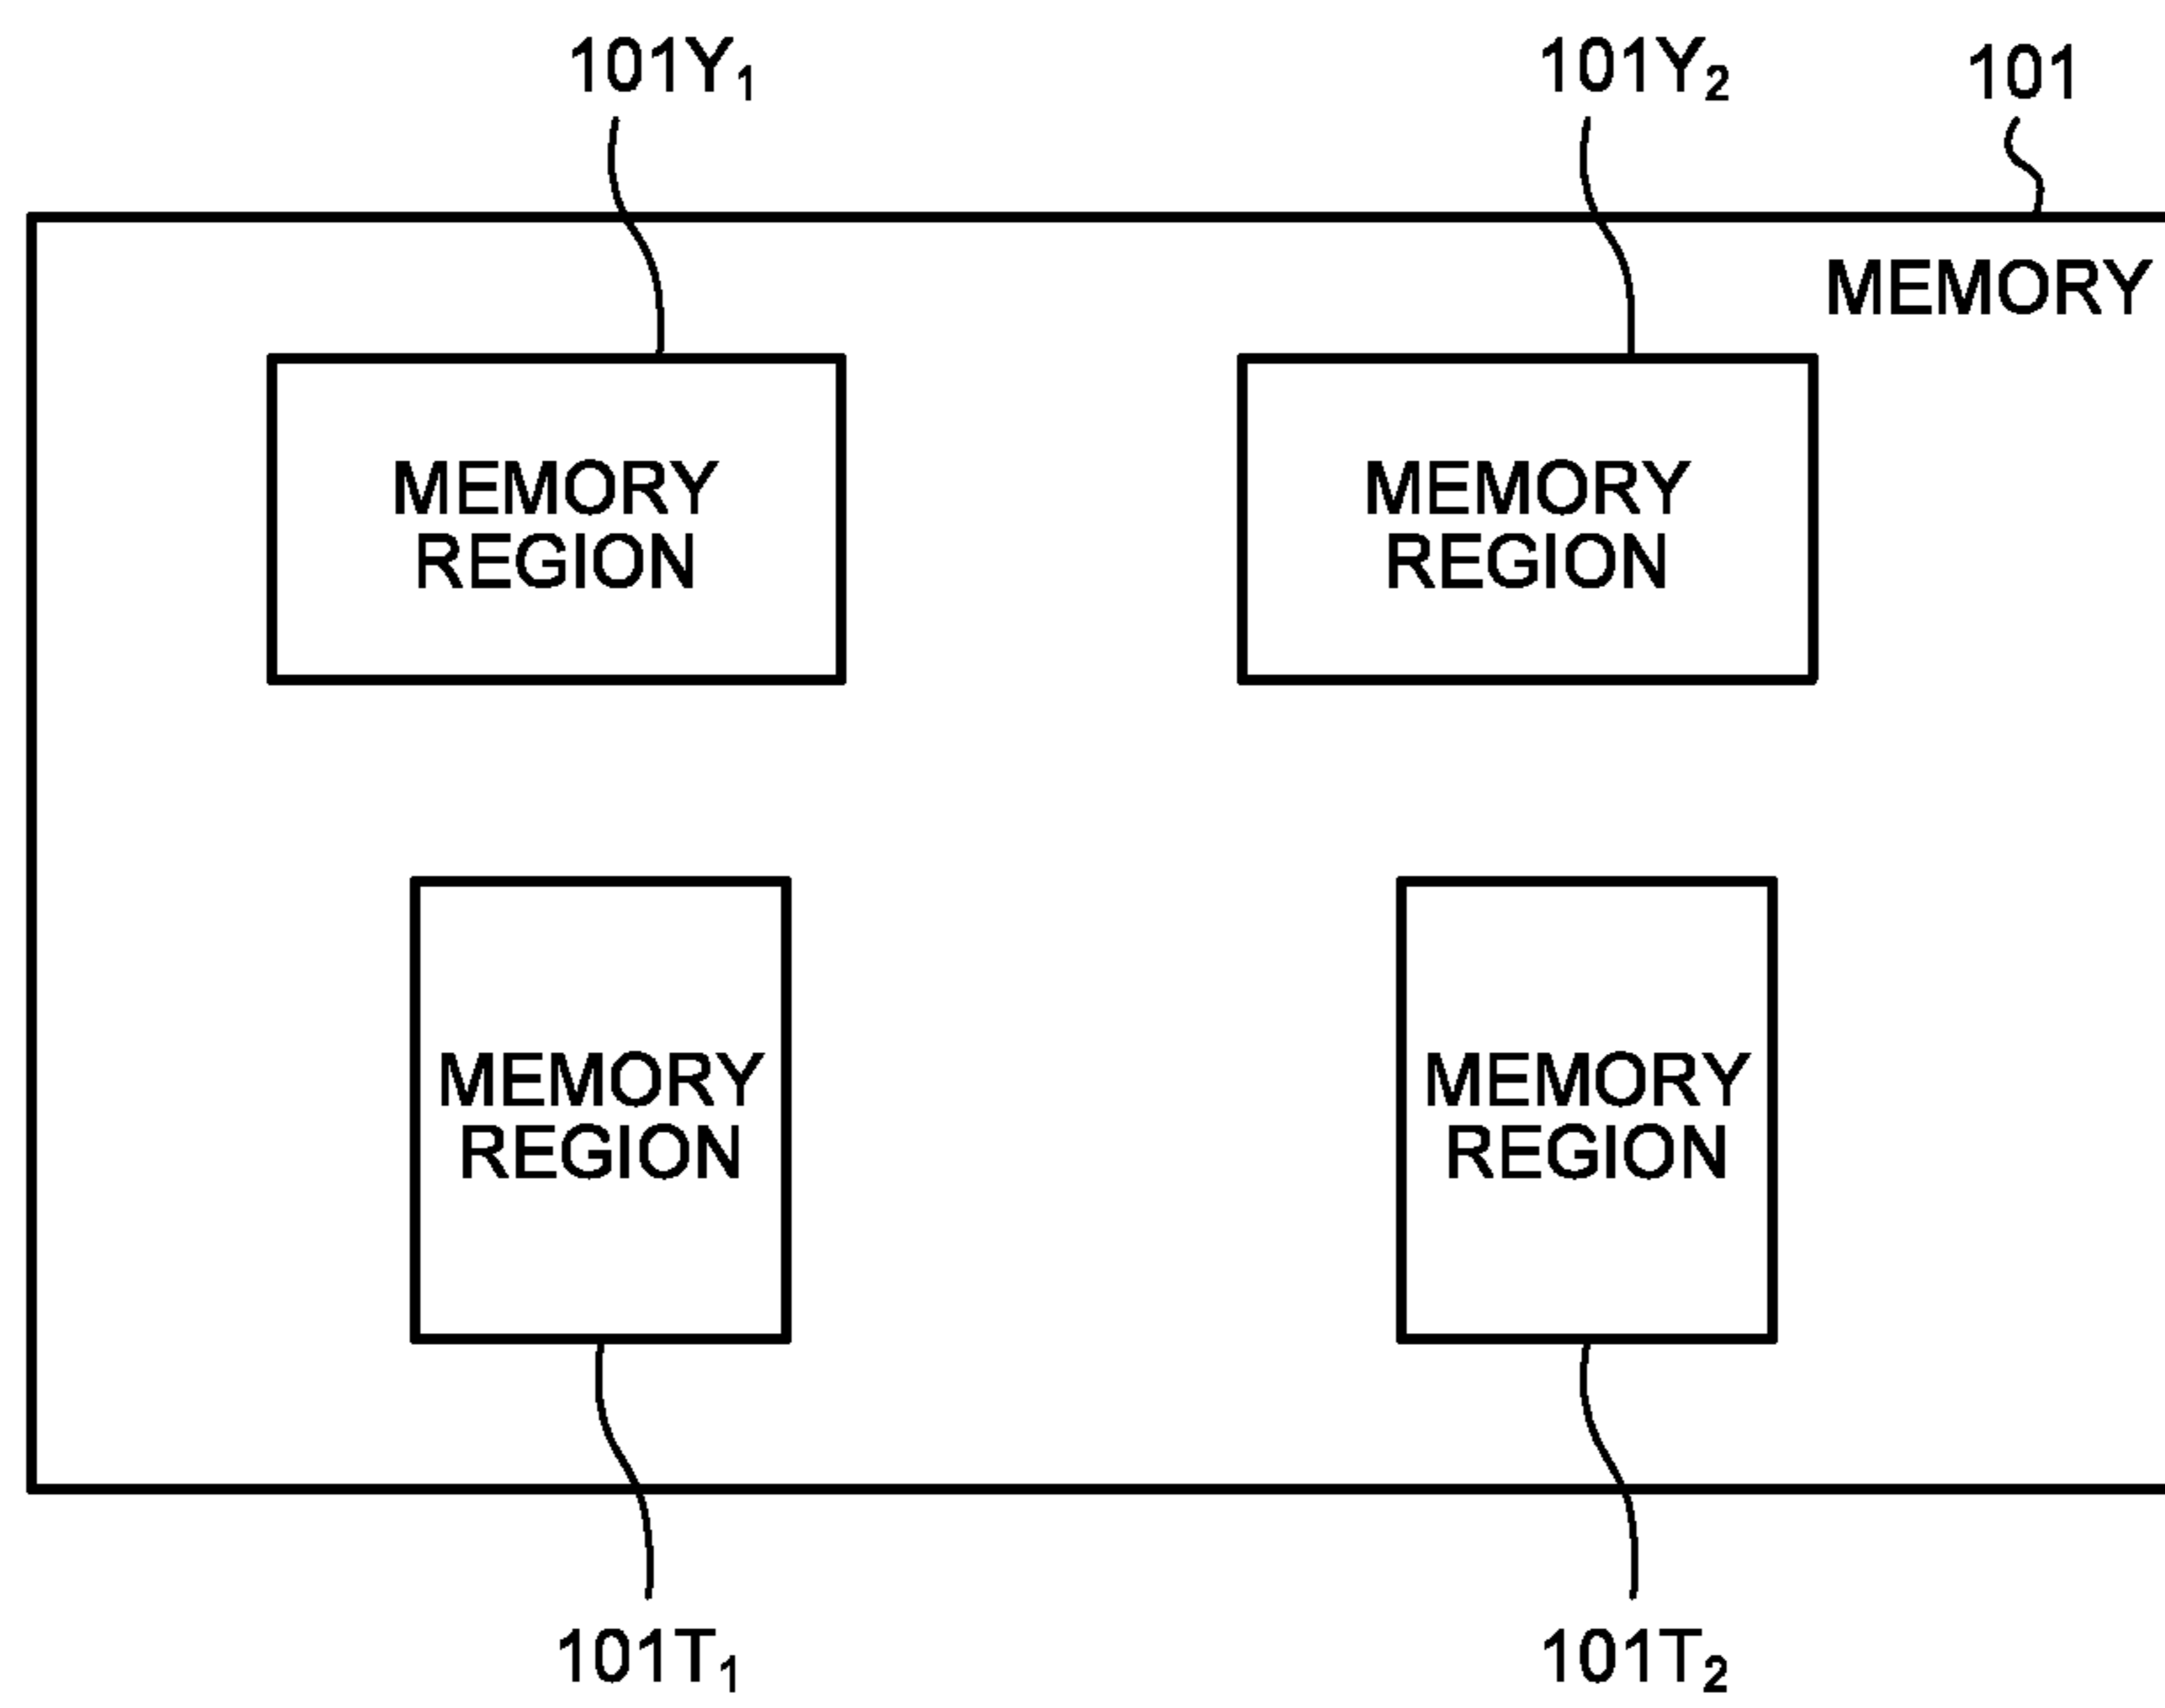 101Y₁ 101Y₂ 101
MEMORY
MEMORY MEMORY
REGION REGION
MEMORY MEMORY
REGION REGION
101T₁ 101T₂